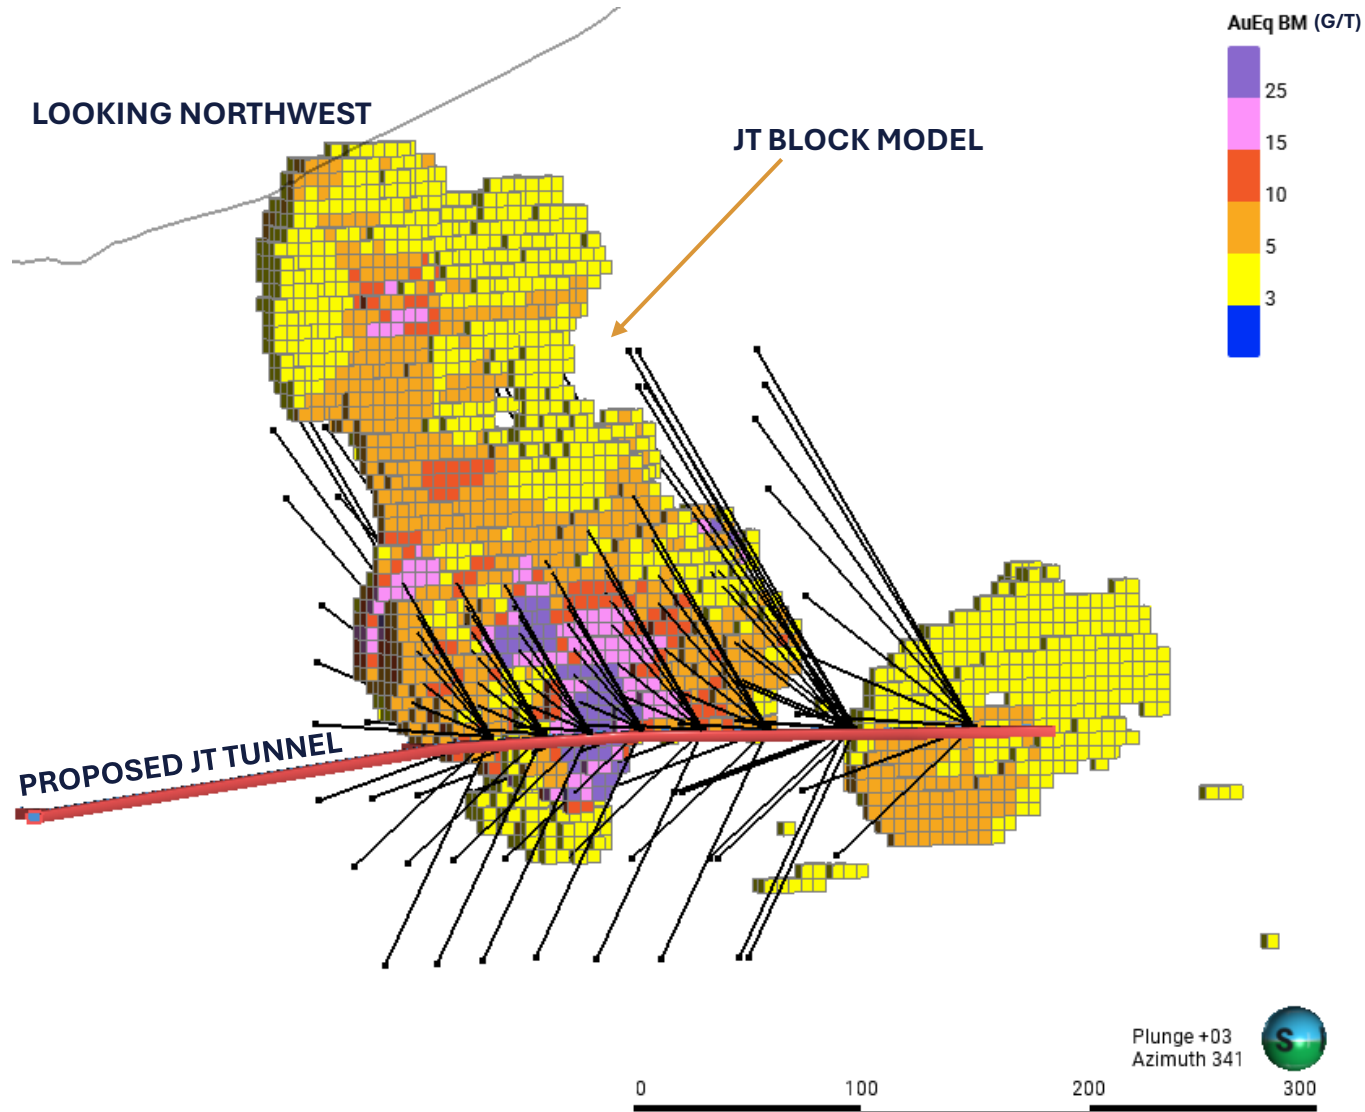 AuEq BM (G/T)
25
15
10
5
3
LOOKING NORTHWEST
JT BLOCK MODEL
PROPOSED JT TUNNEL
Plunge +03
Azimuth 341
S
0 100 200 300